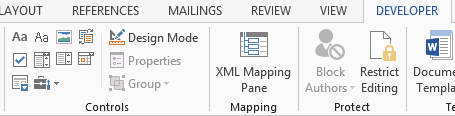 LAYOUT REFERENCES MAILINGS REVIEW VIEW DEVELOPER
Aa Aa Design Mode
Properties
Group
Controls
XML Mapping
Pane
Mapping
Block
Authors
Restrict
Editing
Protect
W
Docume
Templa
Te